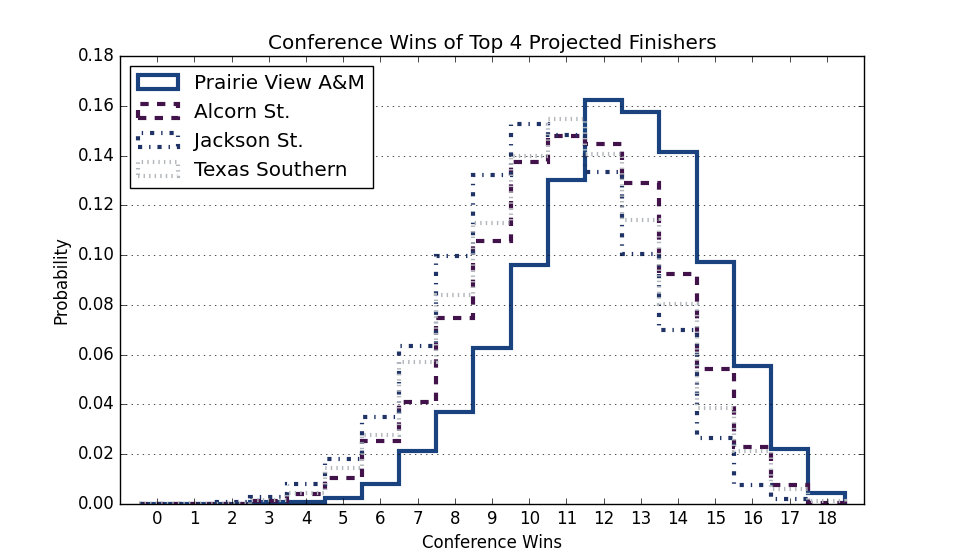 Conference Wins of Top 4 Projected Finishers
0.18
0.16
0.14
0.12
0.10
0.08
0.06
0.04
0.02
0.00
Probability
Prairie View A&M
Alcorn St.
Jackson St.
Texas Southern
0 1 2 3 4 5 6 7 8 9 10 11 12 13 14 15 16 17 18
Conference Wins